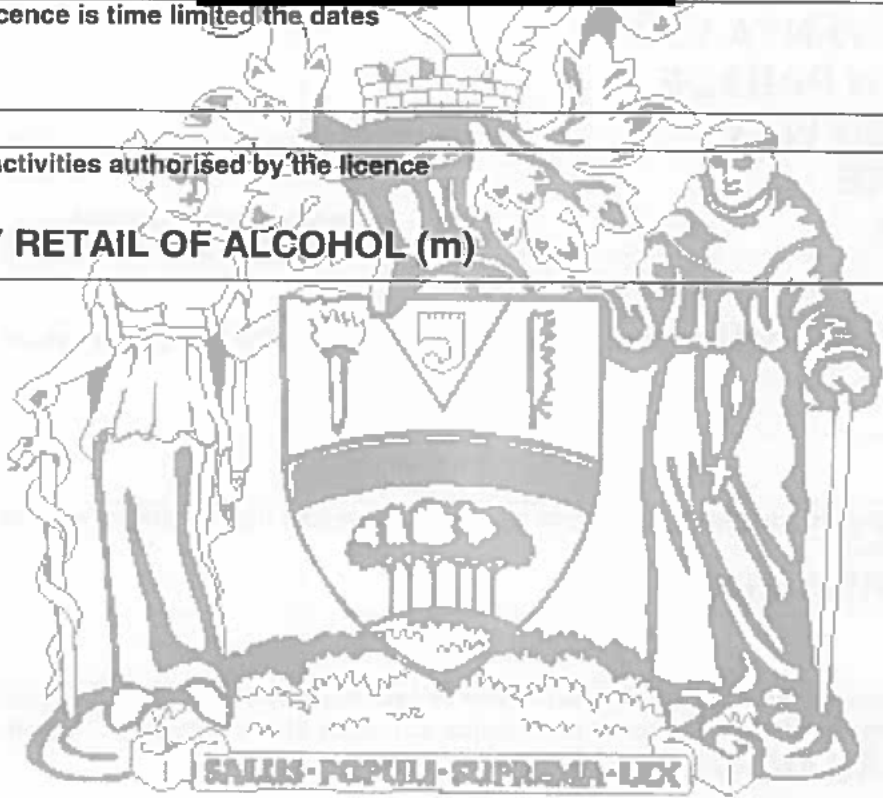 cence is time limited the dates
activities authorised by the licence
RETAIL OF ALCOHOL (m)
SALUS·POPULI·SUPREMA·LEX